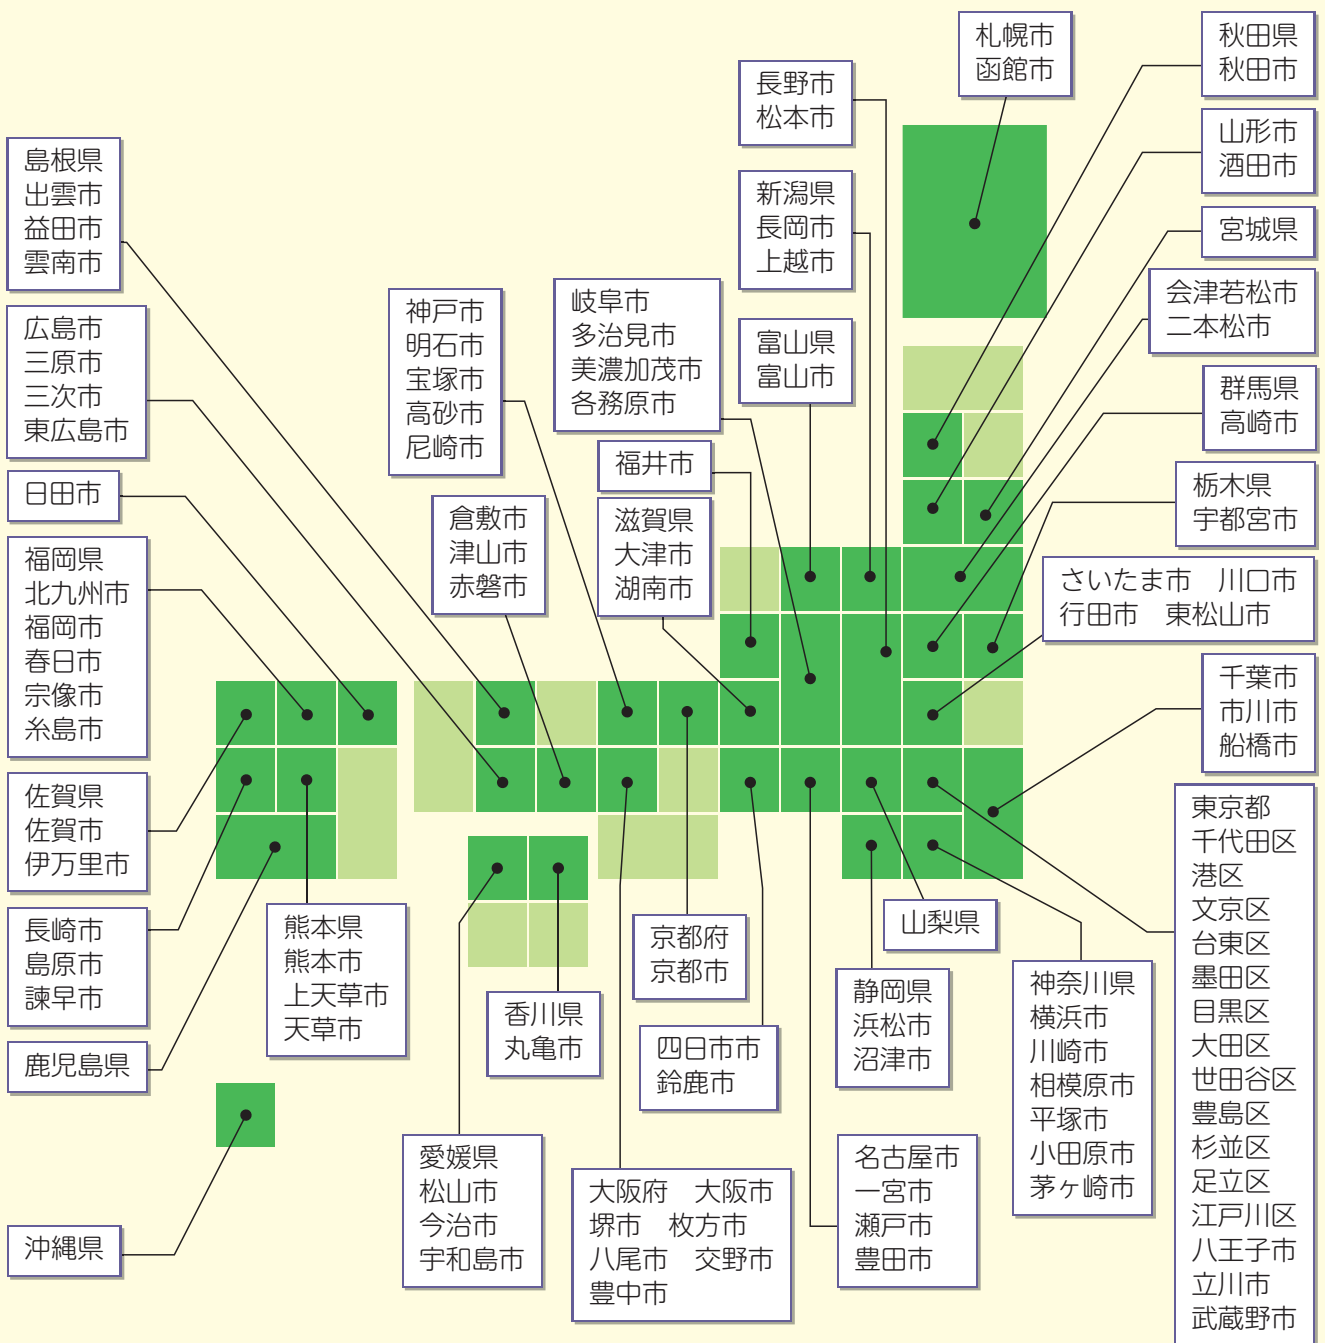 札幌市
函館市
秋田県
秋田市
長野市
松本市
山形市
酒田市
島根県
出雲市
益田市
雲南市
新潟県
長岡市
上越市
宮城県
会津若松市
二本松市
神戸市
明石市
宝塚市
高砂市
尼崎市
岐阜市
多治見市
美濃加茂市
各務原市
広島市
三原市
三次市
東広島市
富山県
富山市
群馬県
高崎市
福井市
栃木県
宇都宮市
日田市
倉敷市
津山市
赤磐市
滋賀県
大津市
湖南市
福岡県
北九州市
福岡市
春日市
宗像市
糸島市
さいたま市　川口市
行田市　東松山市
千葉市
市川市
船橋市
佐賀県
佐賀市
伊万里市
東京都
千代田区
港区
文京区
台東区
墨田区
目黒区
大田区
世田谷区
豊島区
杉並区
足立区
江戸川区
八王子市
立川市
武蔵野市
長崎市
島原市
諫早市
熊本県
熊本市
上天草市
天草市
山梨県
京都府
京都市
神奈川県
横浜市
川崎市
相模原市
平塚市
小田原市
茅ヶ崎市
静岡県
浜松市
沼津市
香川県
丸亀市
四日市市
鈴鹿市
鹿児島県
愛媛県
松山市
今治市
宇和島市
名古屋市
一宮市
瀬戸市
豊田市
大阪府　大阪市
堺市　枚方市
八尾市　交野市
豊中市
沖縄県